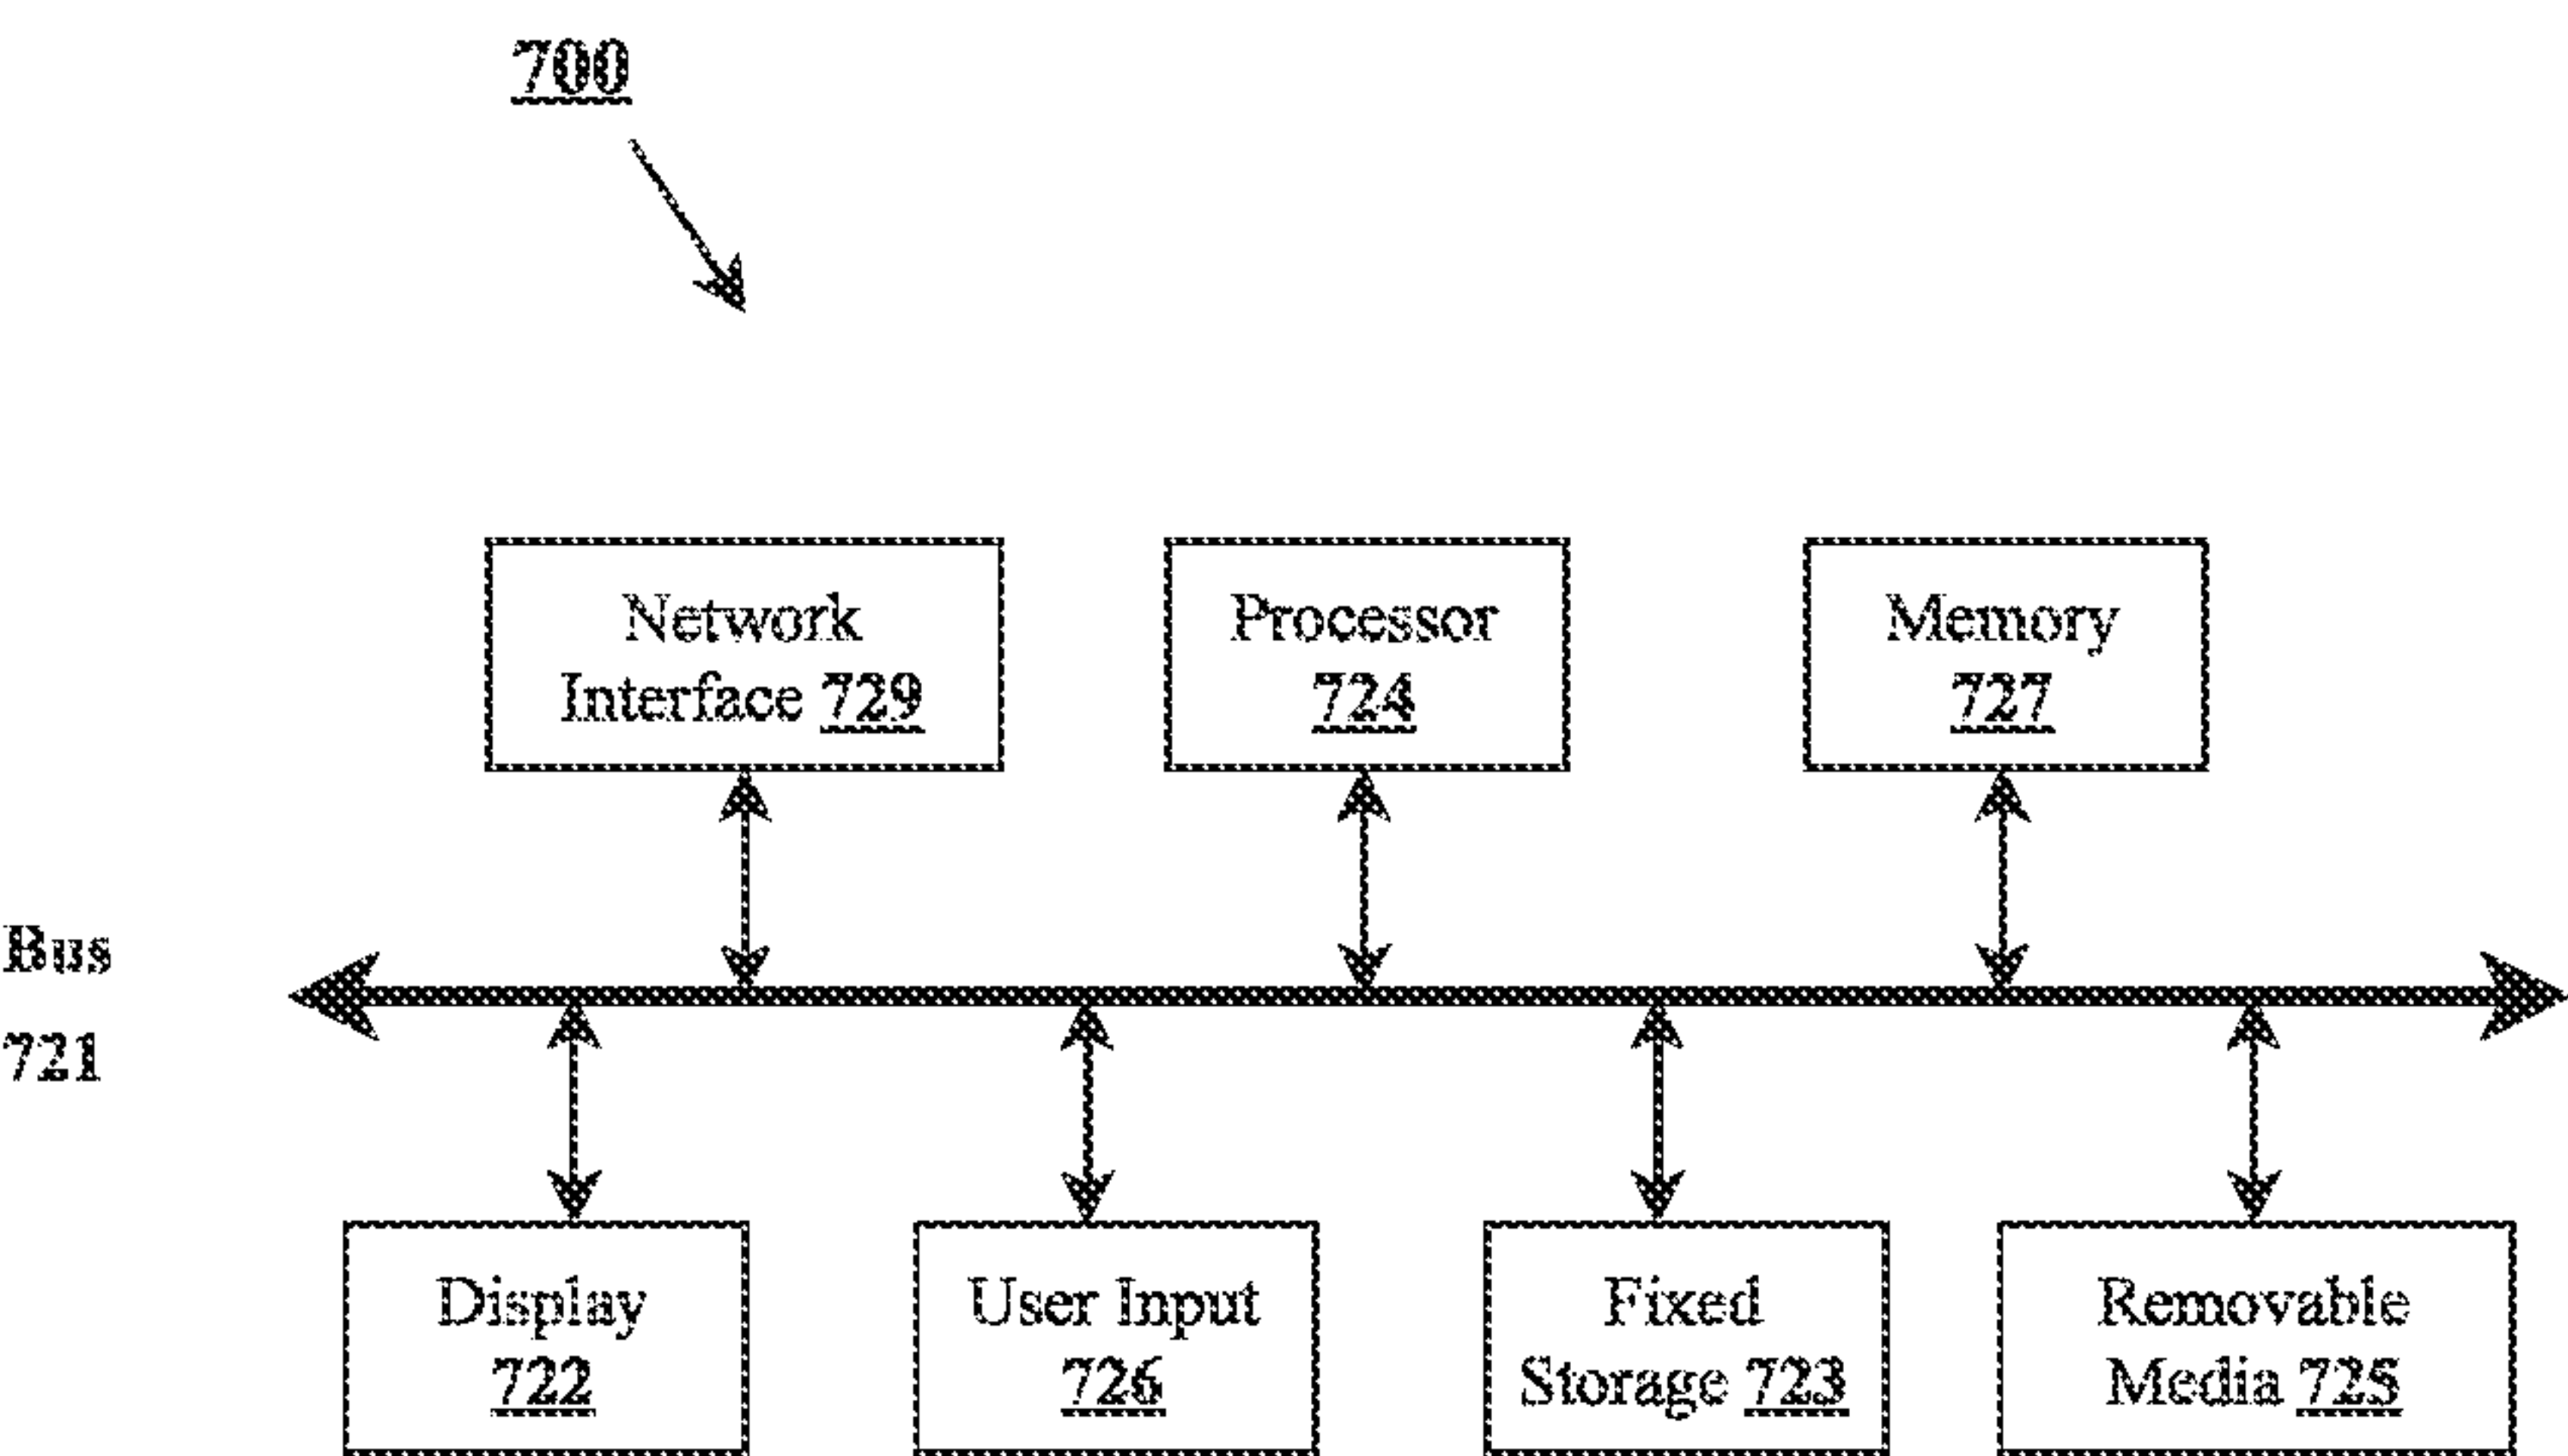 700
Network
Interface 729
Processor
724
Memory
727
Bus
721
Display
722
User Input
726
Fixed
Storage 723
Removable
Media 725